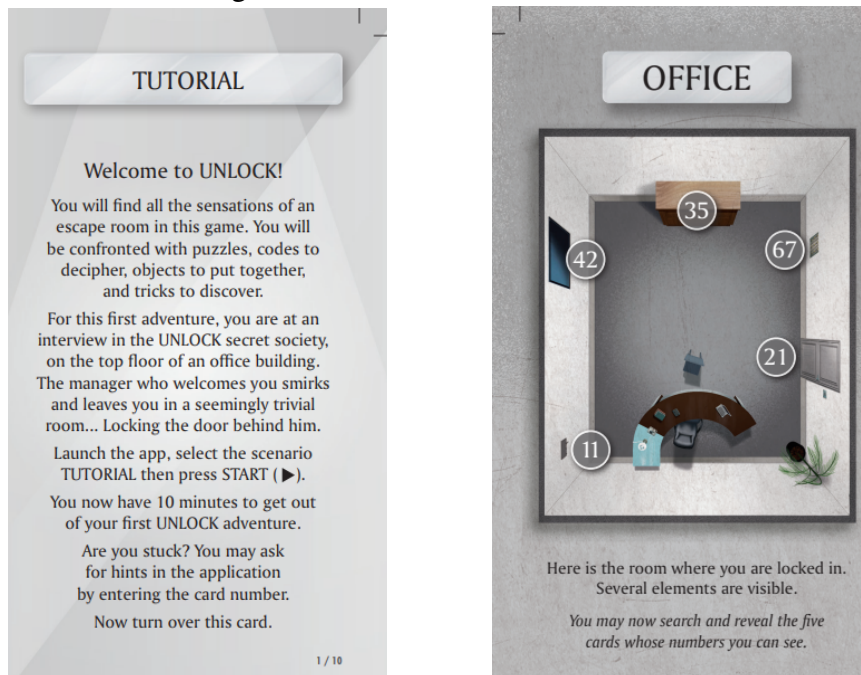 TUTORIAL
Welcome to UNLOCK!
You will find all the sensations of an
escape room in this game. You will
be confronted with puzzles, codes to
decipher, objects to put together,
and tricks to discover.
For this first adventure, you are at an
interview in the UNLOCK secret society,
on the top floor of an office building.
The manager who welcomes you smirks
and leaves you in a seemingly trivial
room... Locking the door behind him.
Launch the app, select the scenario
TUTORIAL then press START (▶).
You now have 10 minutes to get out
of your first UNLOCK adventure.
Are you stuck? You may ask
for hints in the application
by entering the card number.
Now turn over this card.
1 / 10
OFFICE
35
42
67
21
11
Here is the room where you are locked in.
Several elements are visible.
You may now search and reveal the five
cards whose numbers you can see.